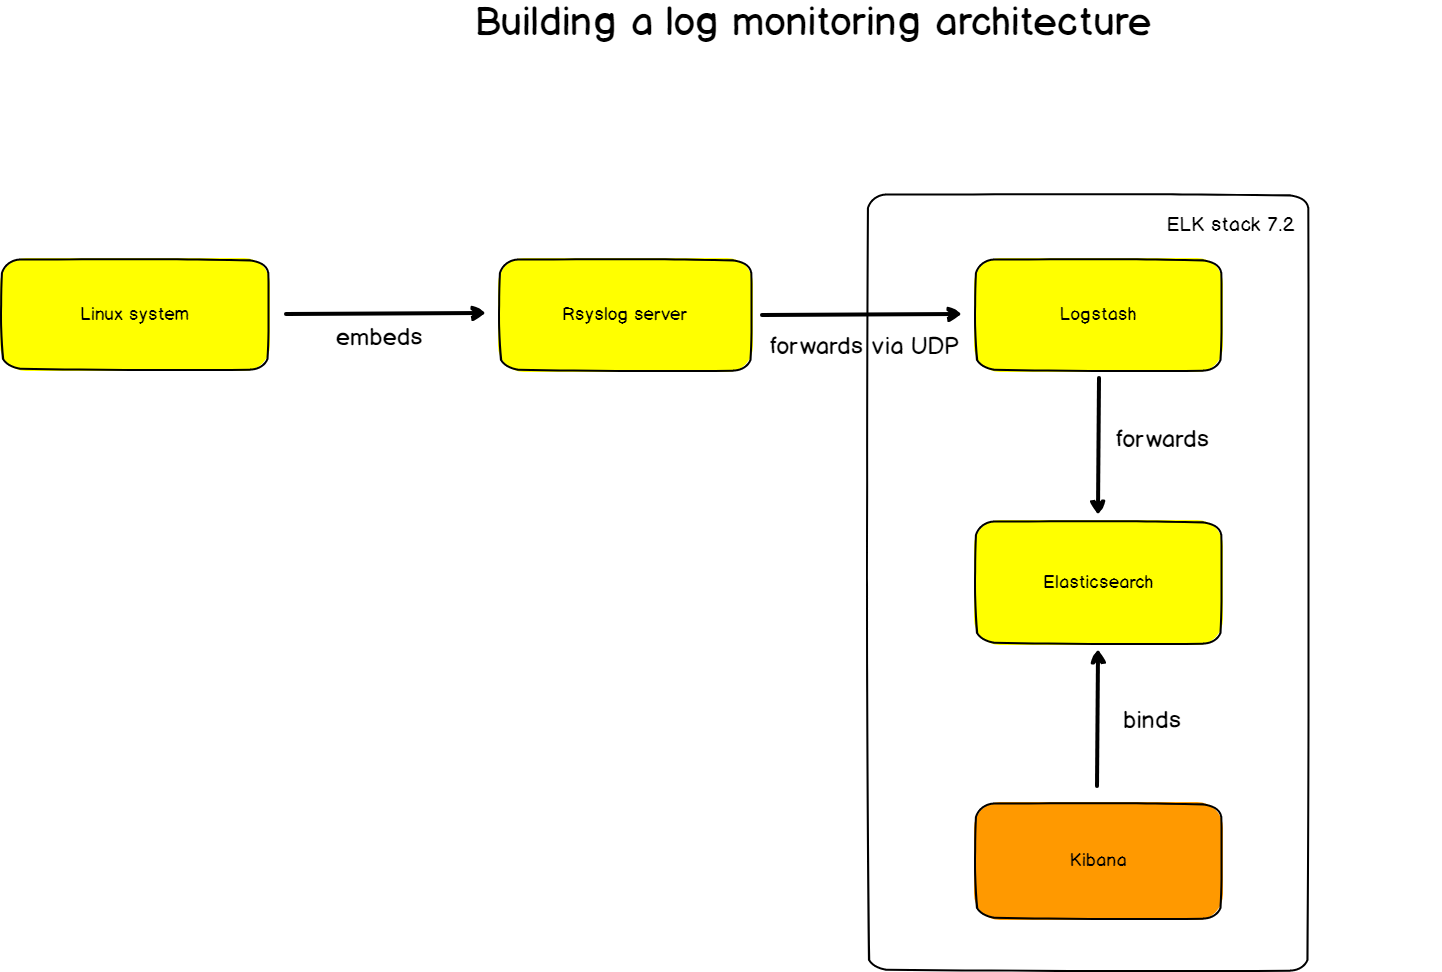 Building a log monitoring architecture
ELK stack 7.2
Linux system
embeds
Rsyslog server
forwards via UDP
Logstash
forwards
Elasticsearch
binds
Kibana